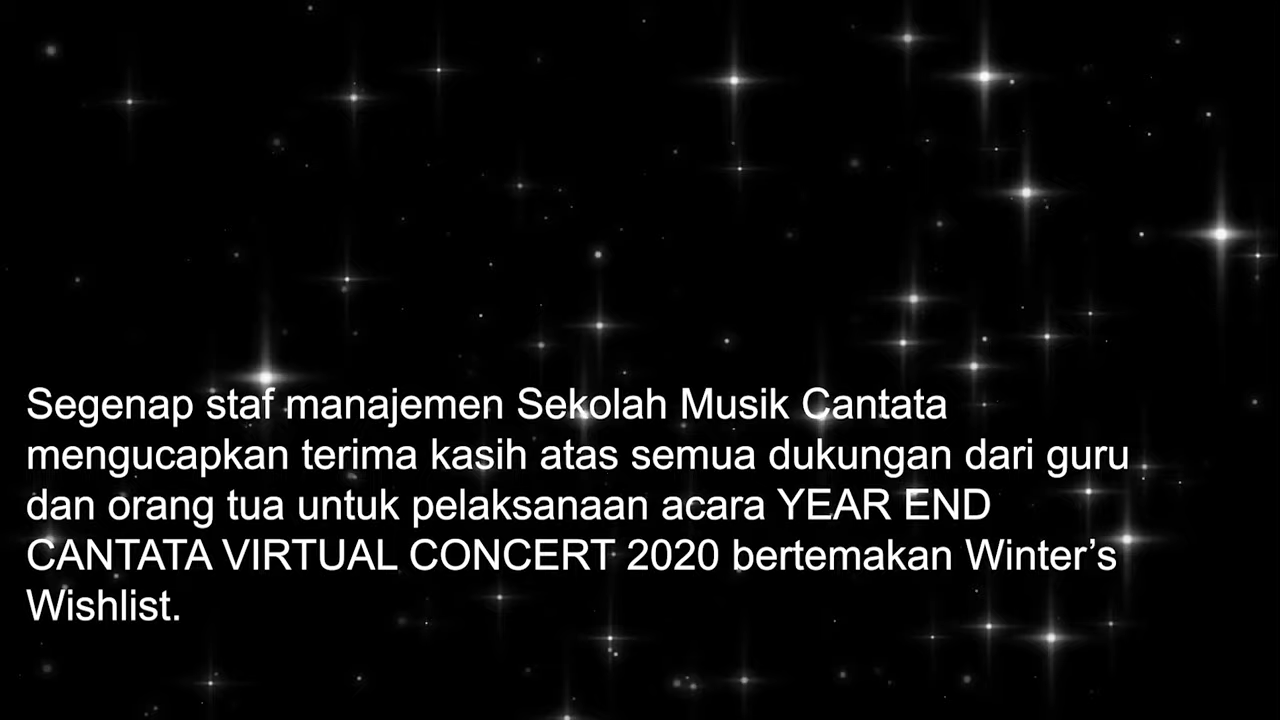 Segenap staf manajemen Sekolah Musik Cantata
mengucapkan terima kasih atas semua dukungan dari guru
dan orang tua untuk pelaksanaan acara YEAR END
CANTATA VIRTUAL CONCERT 2020 bertemakan Winter’s
Wishlist.